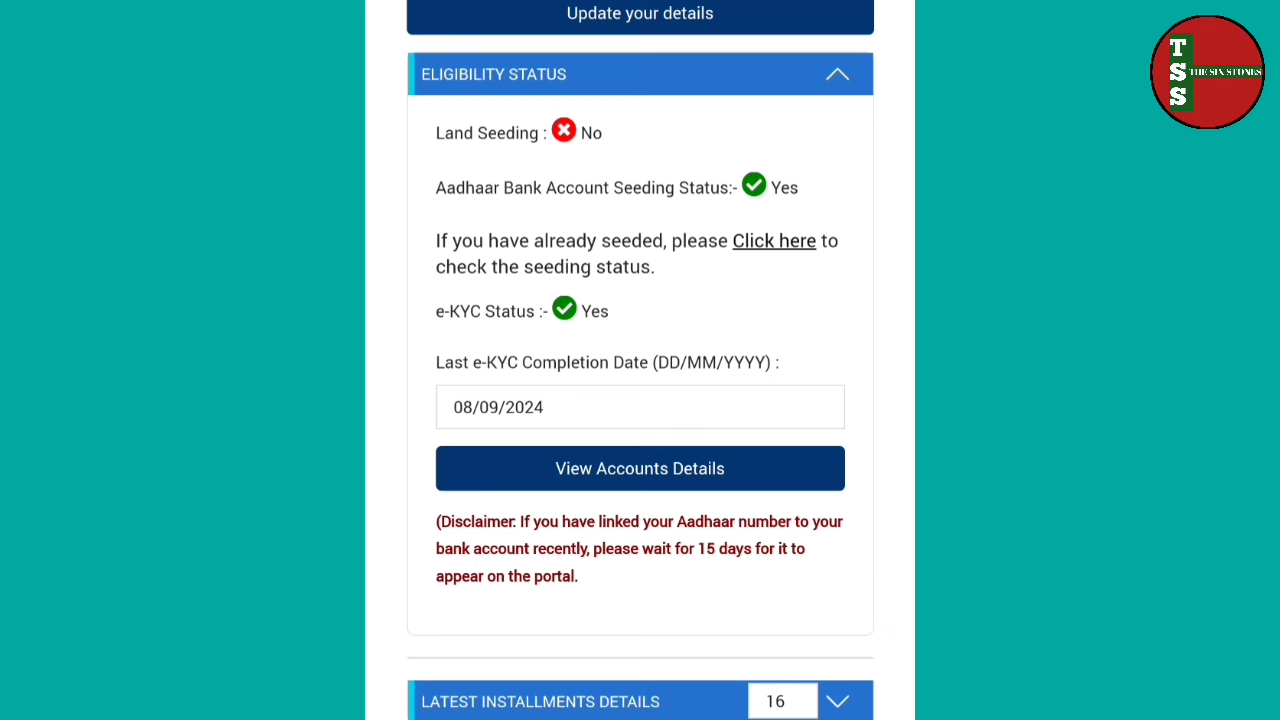 Update your details
ELIGIBILITY STATUS
Land Seeding : No
Aadhaar Bank Account Seeding Status:- Yes
If you have already seeded, please Click here to
check the seeding status.
e-KYC Status :- Yes
Last e-KYC Completion Date (DD/MM/YYYY) :
08/09/2024
View Accounts Details
(Disclaimer: If you have linked your Aadhaar number to your
bank account recently, please wait for 15 days for it to
appear on the portal.
LATEST INSTALLMENTS DETAILS 16
TSS
THE SIX STONES